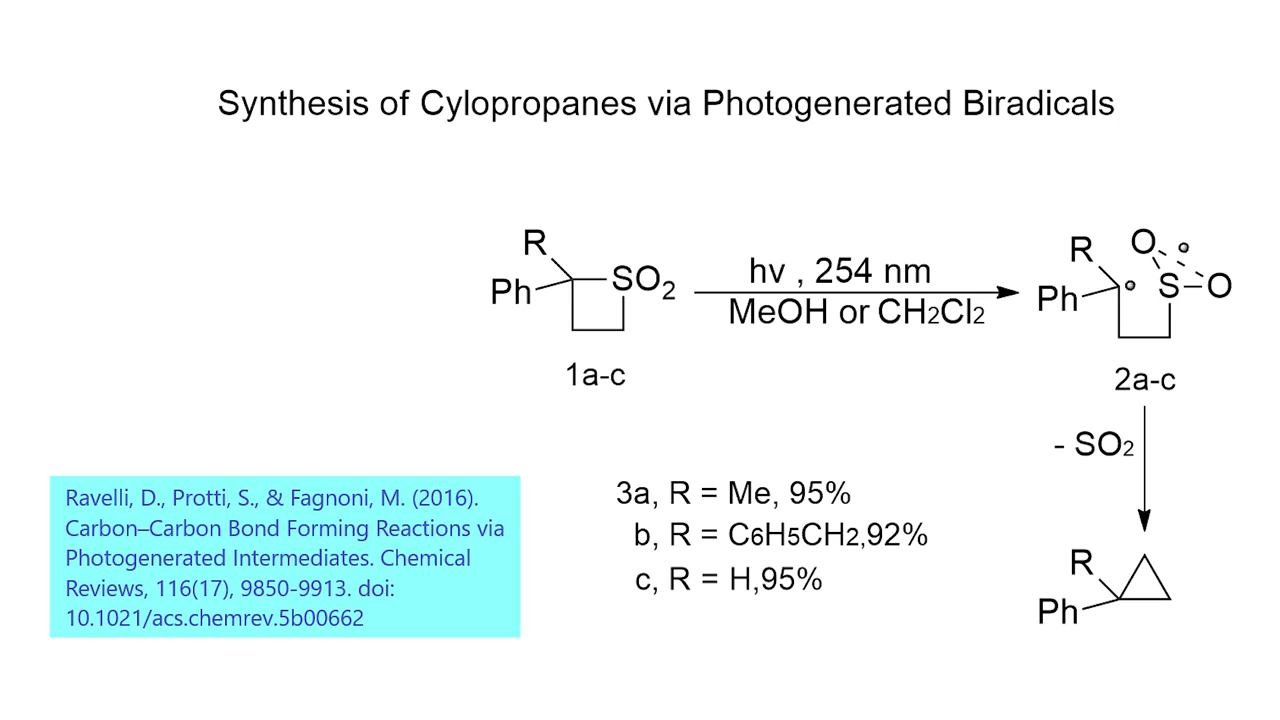 Synthesis of Cylopropanes via Photogenerated Biradicals
R
Ph
SO2
1a-c
hv , 254 nm
MeOH or CH2Cl2
R
Ph
O
S
O
2a-c
- SO2
R
Ph
3a, R = Me, 95%
b, R = C6H5CH2,92%
c, R = H,95%
Ravelli, D., Protti, S., & Fagnoni, M. (2016).
Carbon–Carbon Bond Forming Reactions via
Photogenerated Intermediates. Chemical
Reviews, 116(17), 9850-9913. doi:
10.1021/acs.chemrev.5b00662